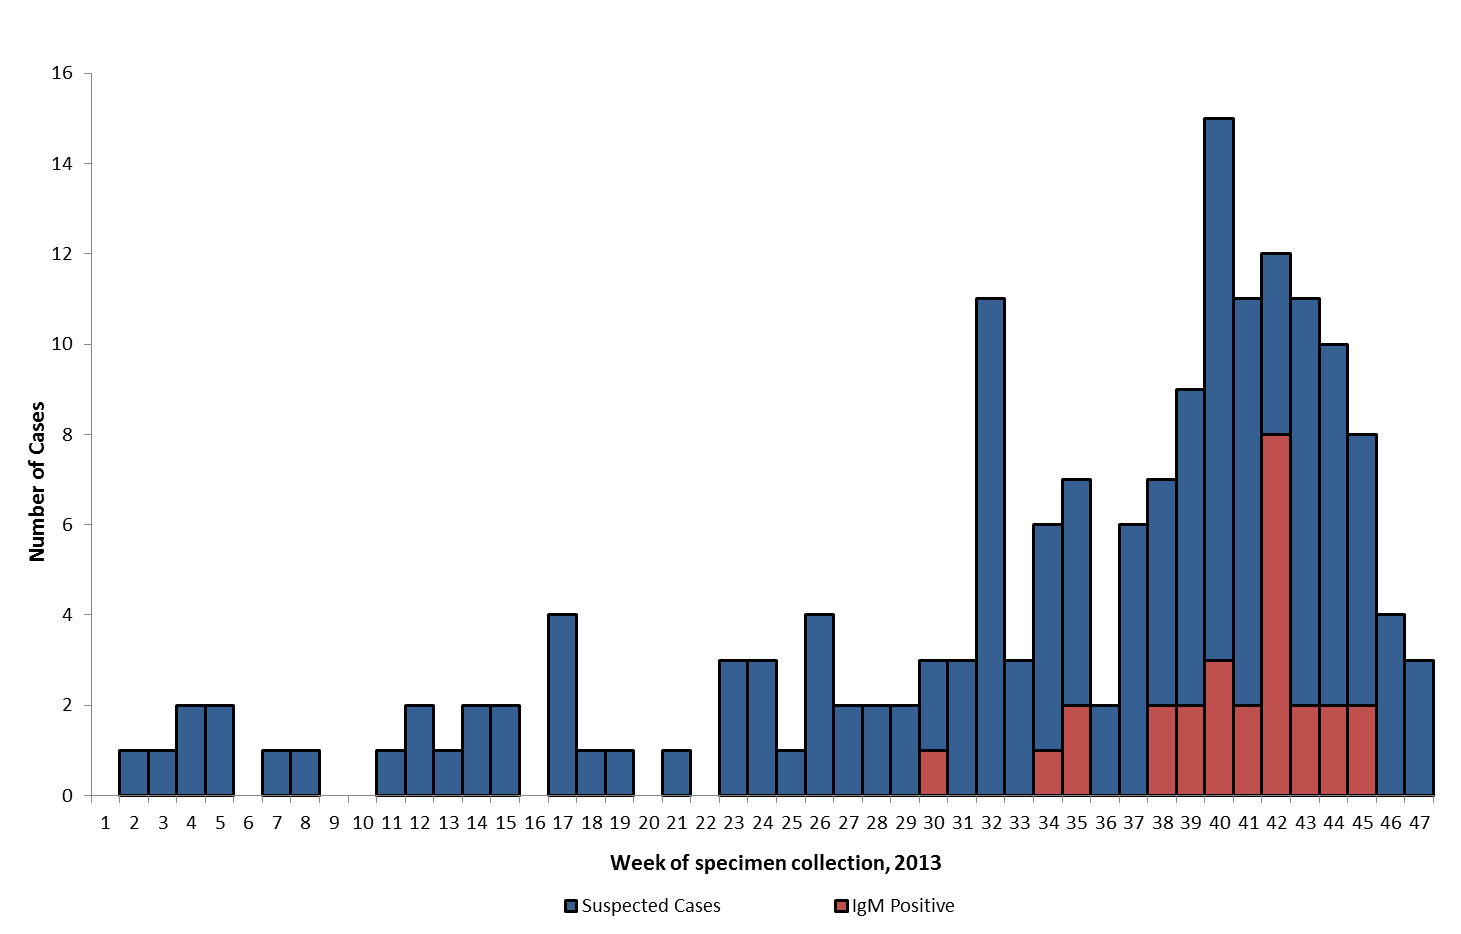 16
14
12
10
8
6
4
2
0
Number of Cases
1 2 3 4 5 6 7 8 9 10 11 12 13 14 15 16 17 18 19 20 21 22 23 24 25 26 27 28 29 30 31 32 33 34 35 36 37 38 39 40 41 42 43 44 45 46 47
Week of specimen collection, 2013
Suspected Cases IgM Positive